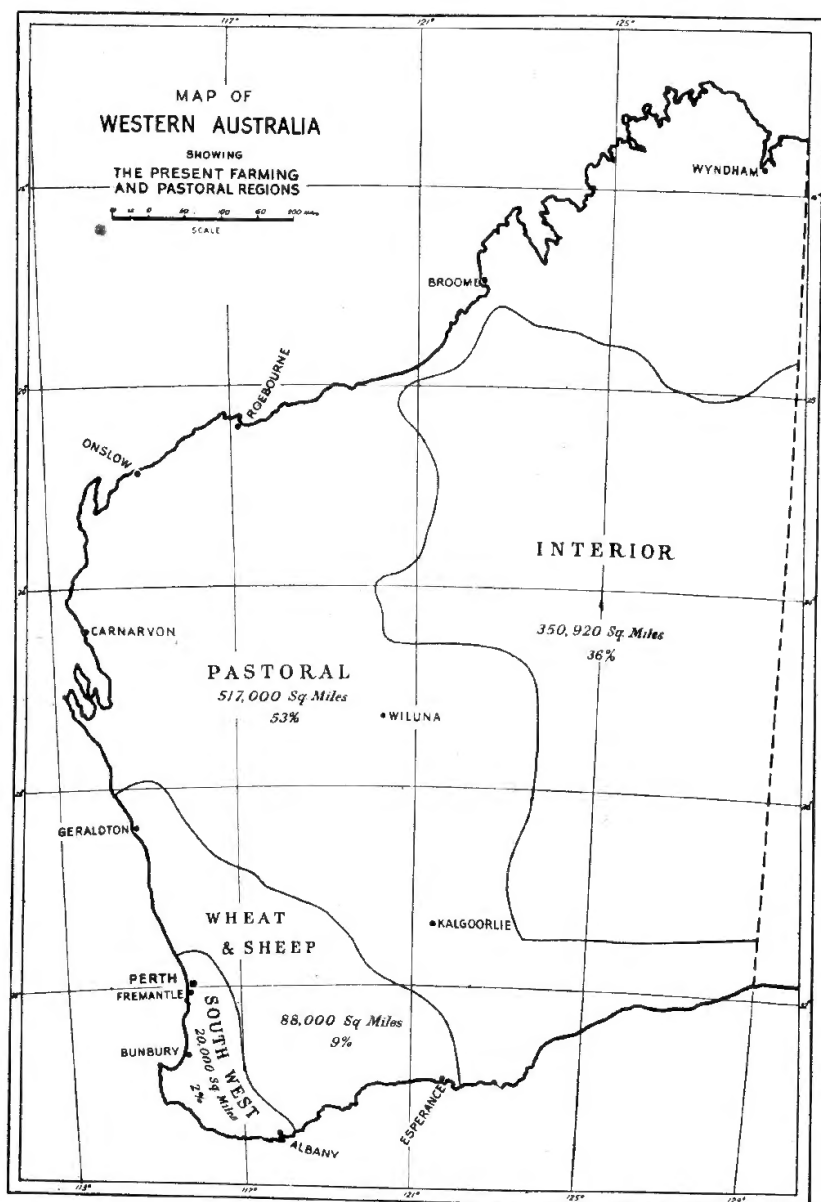 117°
121°
125°
MAP OF
WESTERN AUSTRALIA
SHOWING
THE PRESENT FARMING
AND PASTORAL REGIONS
SCALE
WYNDHAM
BROOME
ROEBOURNE
ONSLOW
INTERIOR
350,920 Sq. Miles
36%
CARNARVON
PASTORAL
517,000 Sq Miles
53%
WILUNA
GERALDTON
WHEAT
& SHEEP
KALGOORLIE
PERTH
FREMANTLE
88,000 Sq Miles
9%
BUNBURY
SOUTH WEST
20,000 Sq Miles
2%
ESPERANCE
ALBANY
113°
117°
121°
125°